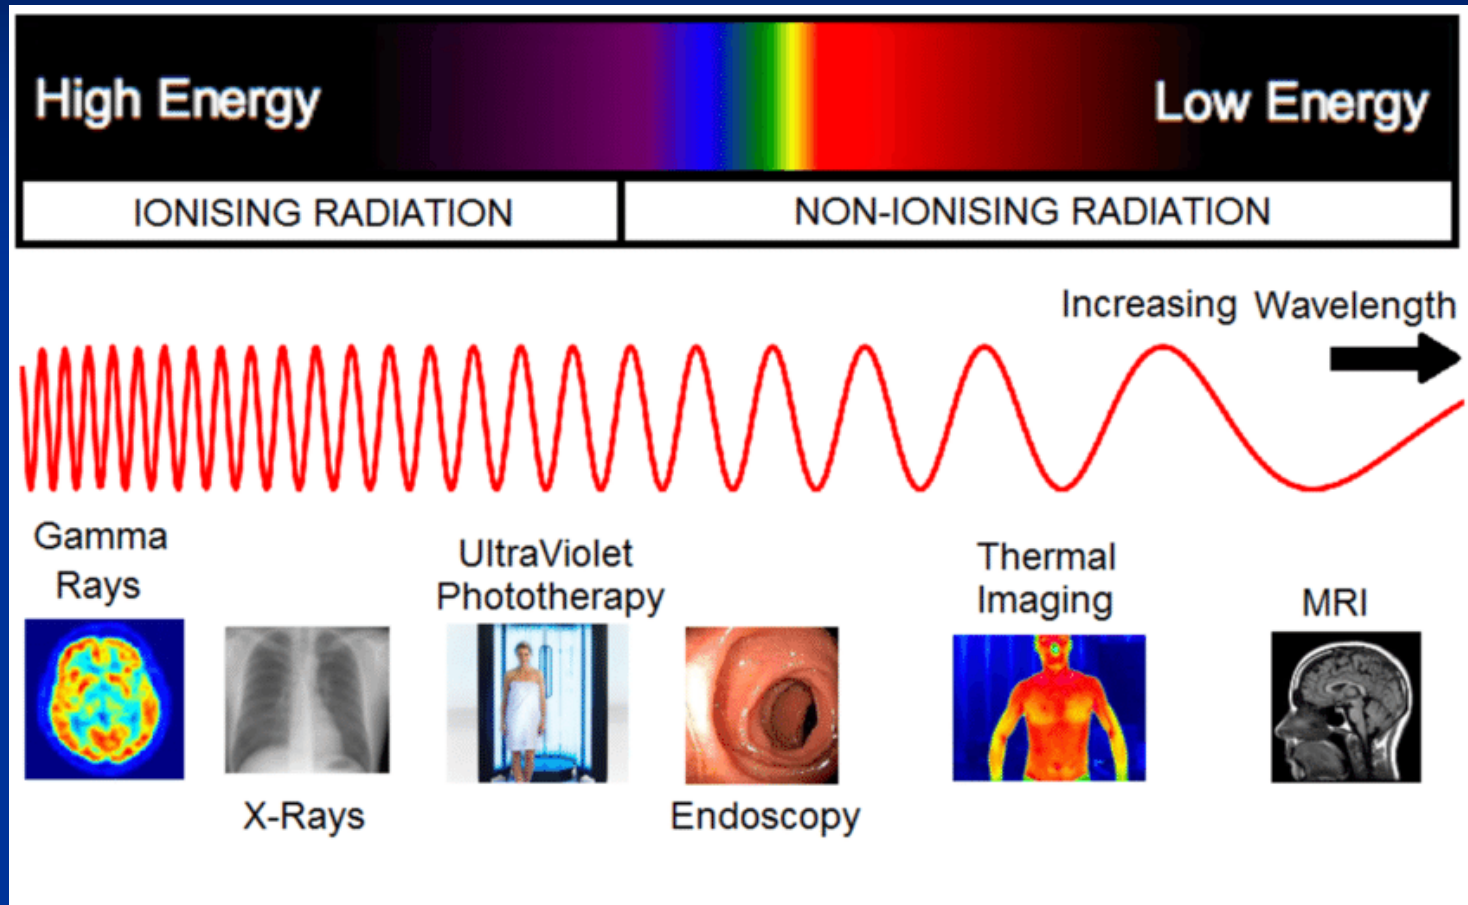 High Energy
Low Energy
IONISING RADIATION
NON-IONISING RADIATION
Increasing Wavelength
Gamma
Rays
X-Rays
UltraViolet
Phototherapy
Endoscopy
Thermal
Imaging
MRI